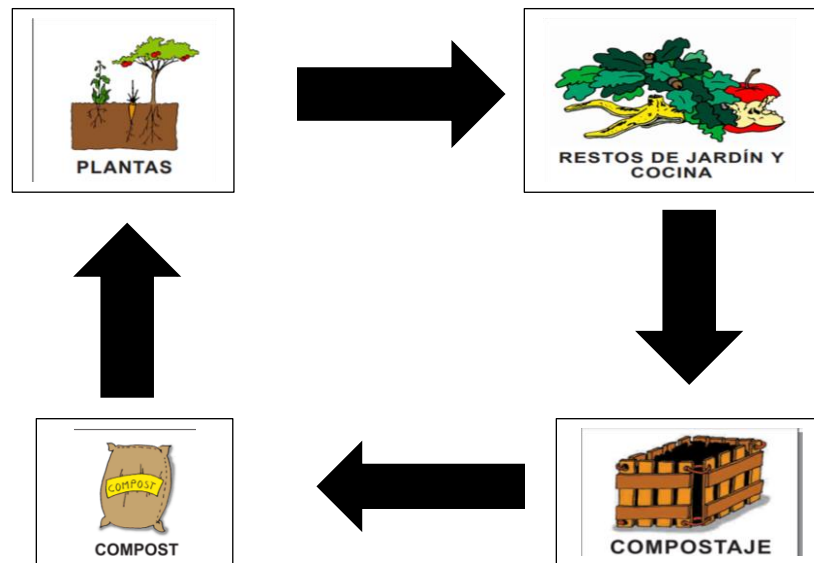 PLANTAS
RESTOS DE JARDÍN Y
COCINA
COMPOST
COMPOST
COMPOSTAJE